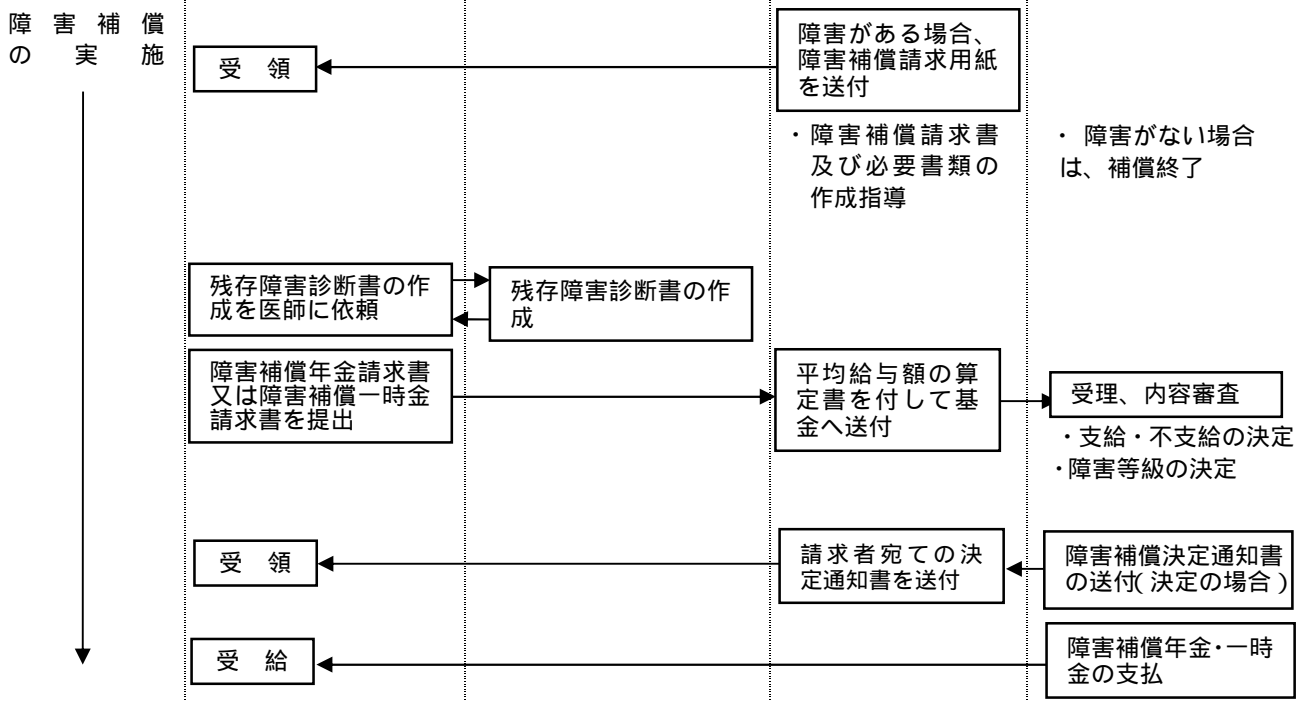 障害補償
の実施
障害がある場合、
障害補償請求用紙
を送付
受 領
・障害補償請求書
及び必要書類の
作成指導
・ 障害がない場合
は、補償終了
残存障害診断書の作
成を医師に依頼
残存障害診断書の作
成
障害補償年金請求書
又は障害補償一時金
請求書を提出
平均給与額の算
定書を付して基
金へ送付
受理、内容審査
・支給・不支給の決定
・障害等級の決定
受 領
請求者宛ての決
定通知書を送付
障害補償決定通知書
の送付(決定の場合)
受 給
障害補償年金・一時
金の支払